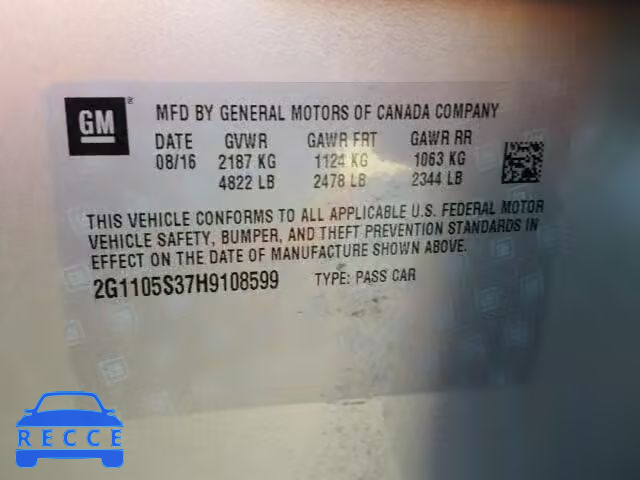 GM®
MFD BY GENERAL MOTORS OF CANADA COMPANY
DATE GVWR GAWR FRT GAWR RR
08/16 2187 KG 1124 KG 1063 KG
4822 LB 2478 LB 2344 LB
THIS VEHICLE CONFORMS TO ALL APPLICABLE U.S. FEDERAL MOTOR
VEHICLE SAFETY, BUMPER, AND THEFT PREVENTION STANDARDS IN
EFFECT ON THE DATE OF MANUFACTURE SHOWN ABOVE.
2G1105S37H9108599 TYPE: PASS CAR
RECCE